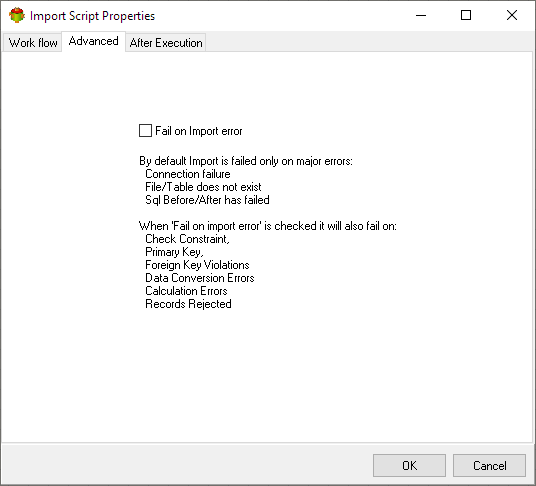 Import Script Properties
Work flow Advanced After Execution
Fail on Import error
By default Import is failed only on major errors:
Connection failure
File/Table does not exist
Sql Before/After has failed
When 'Fail on import error' is checked it will also fail on:
Check Constraint,
Primary Key,
Foreign Key Violations
Data Conversion Errors
Calculation Errors
Records Rejected
OK Cancel